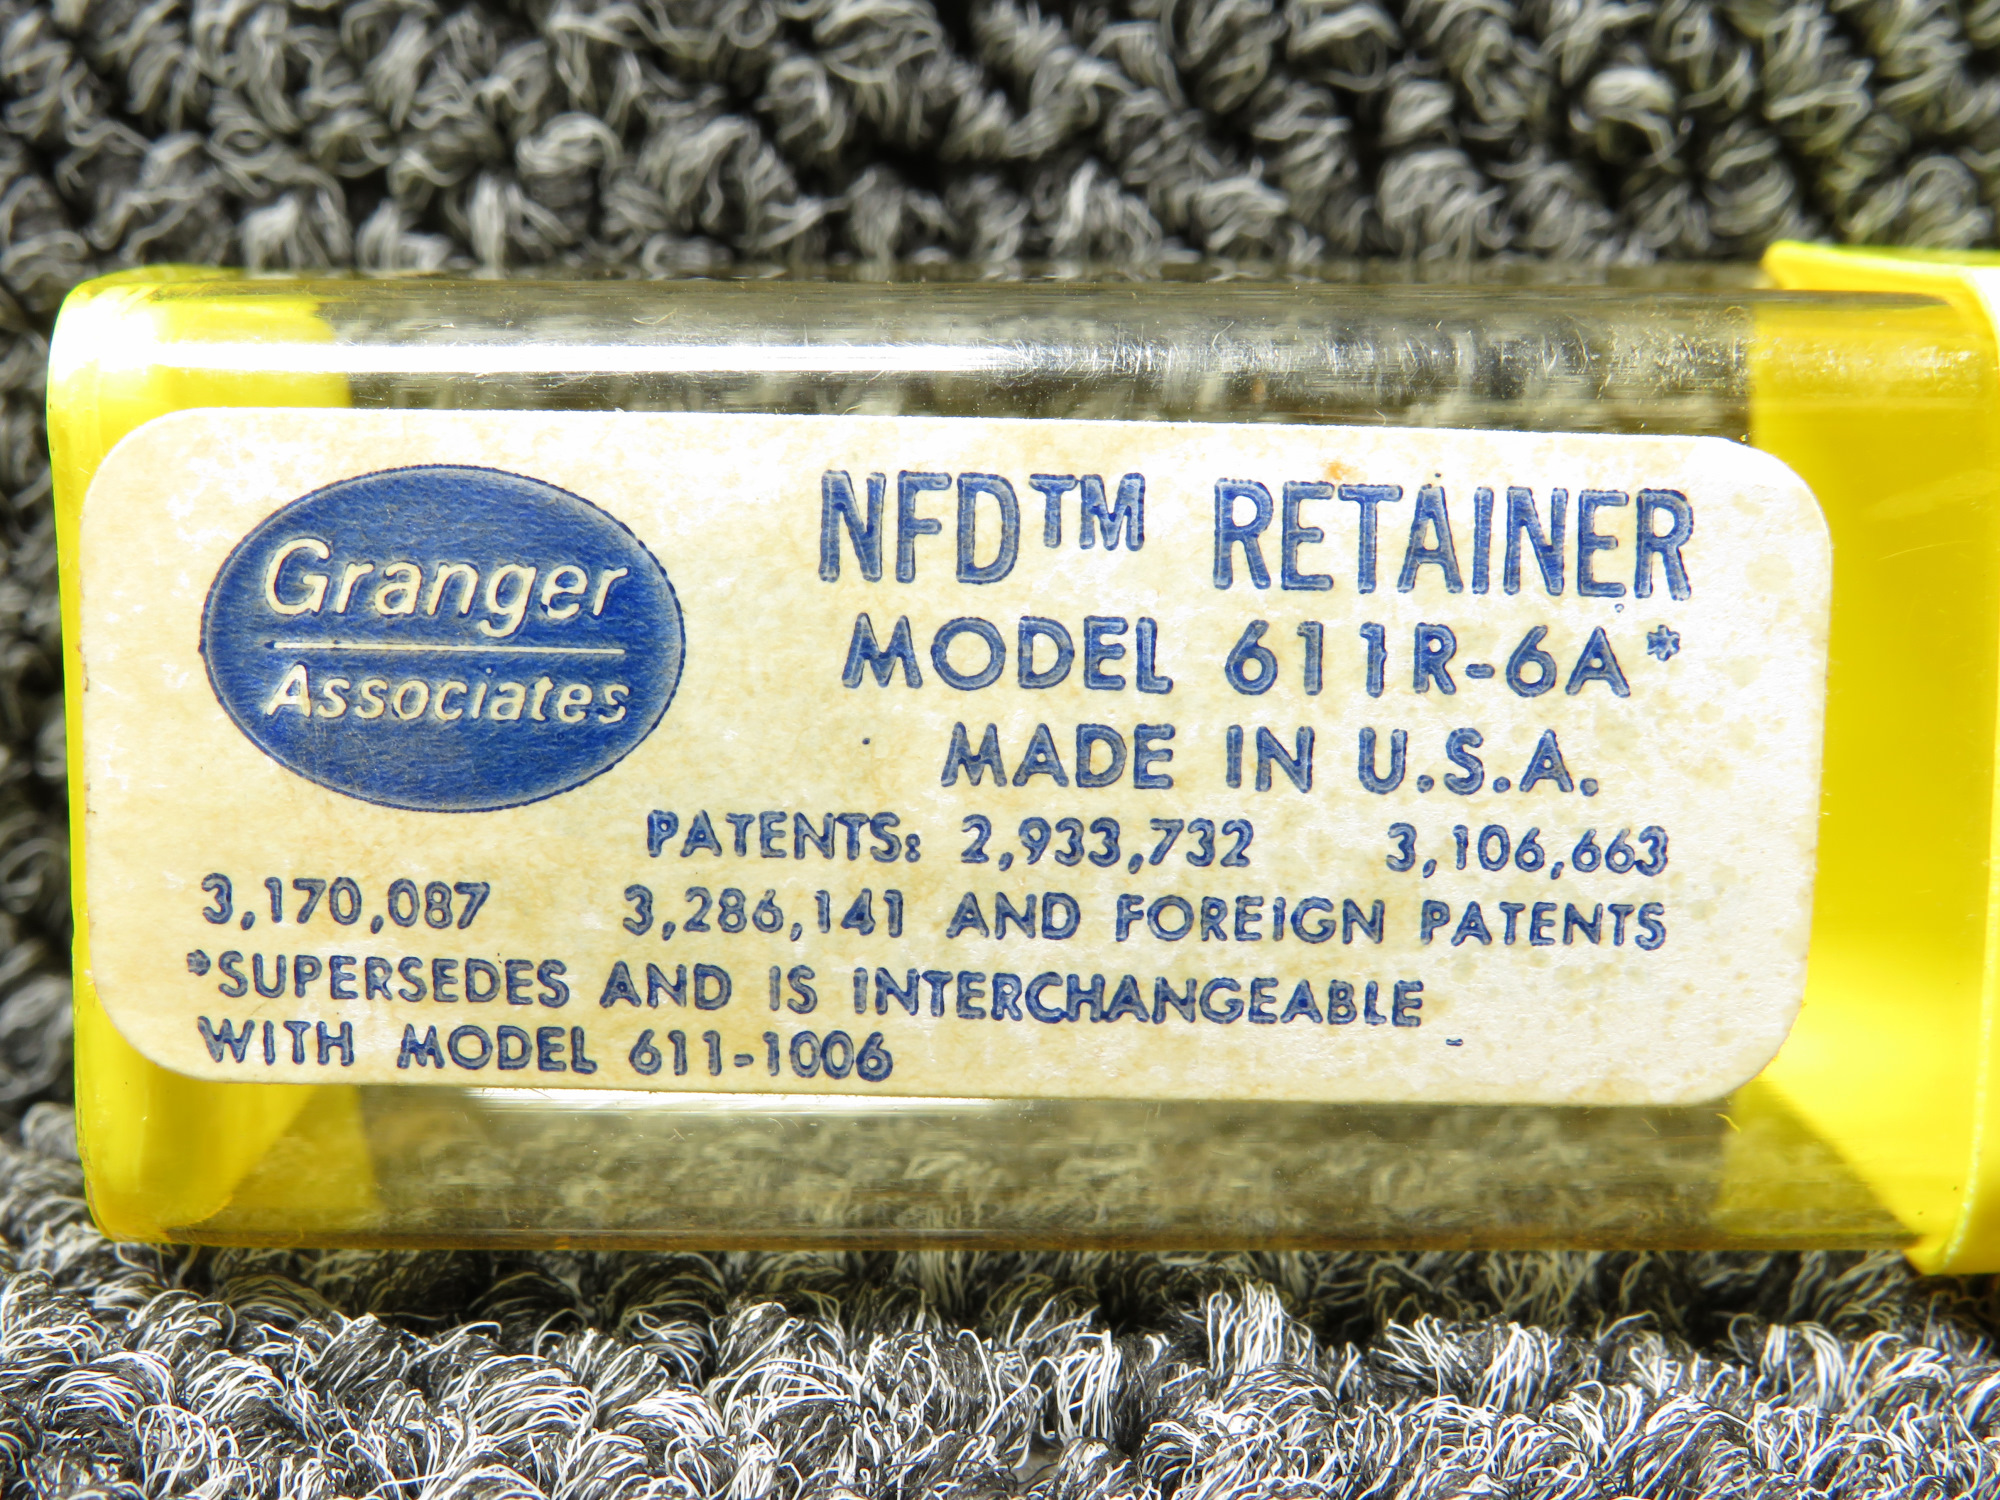 Granger
Associates
NFD™ RETAINER
MODEL 611R-6A*
MADE IN U.S.A.
PATENTS: 2,933,732 3,106,663
3,170,087 3,286,141 AND FOREIGN PATENTS
*SUPERSEDES AND IS INTERCHANGEABLE
WITH MODEL 611-1006